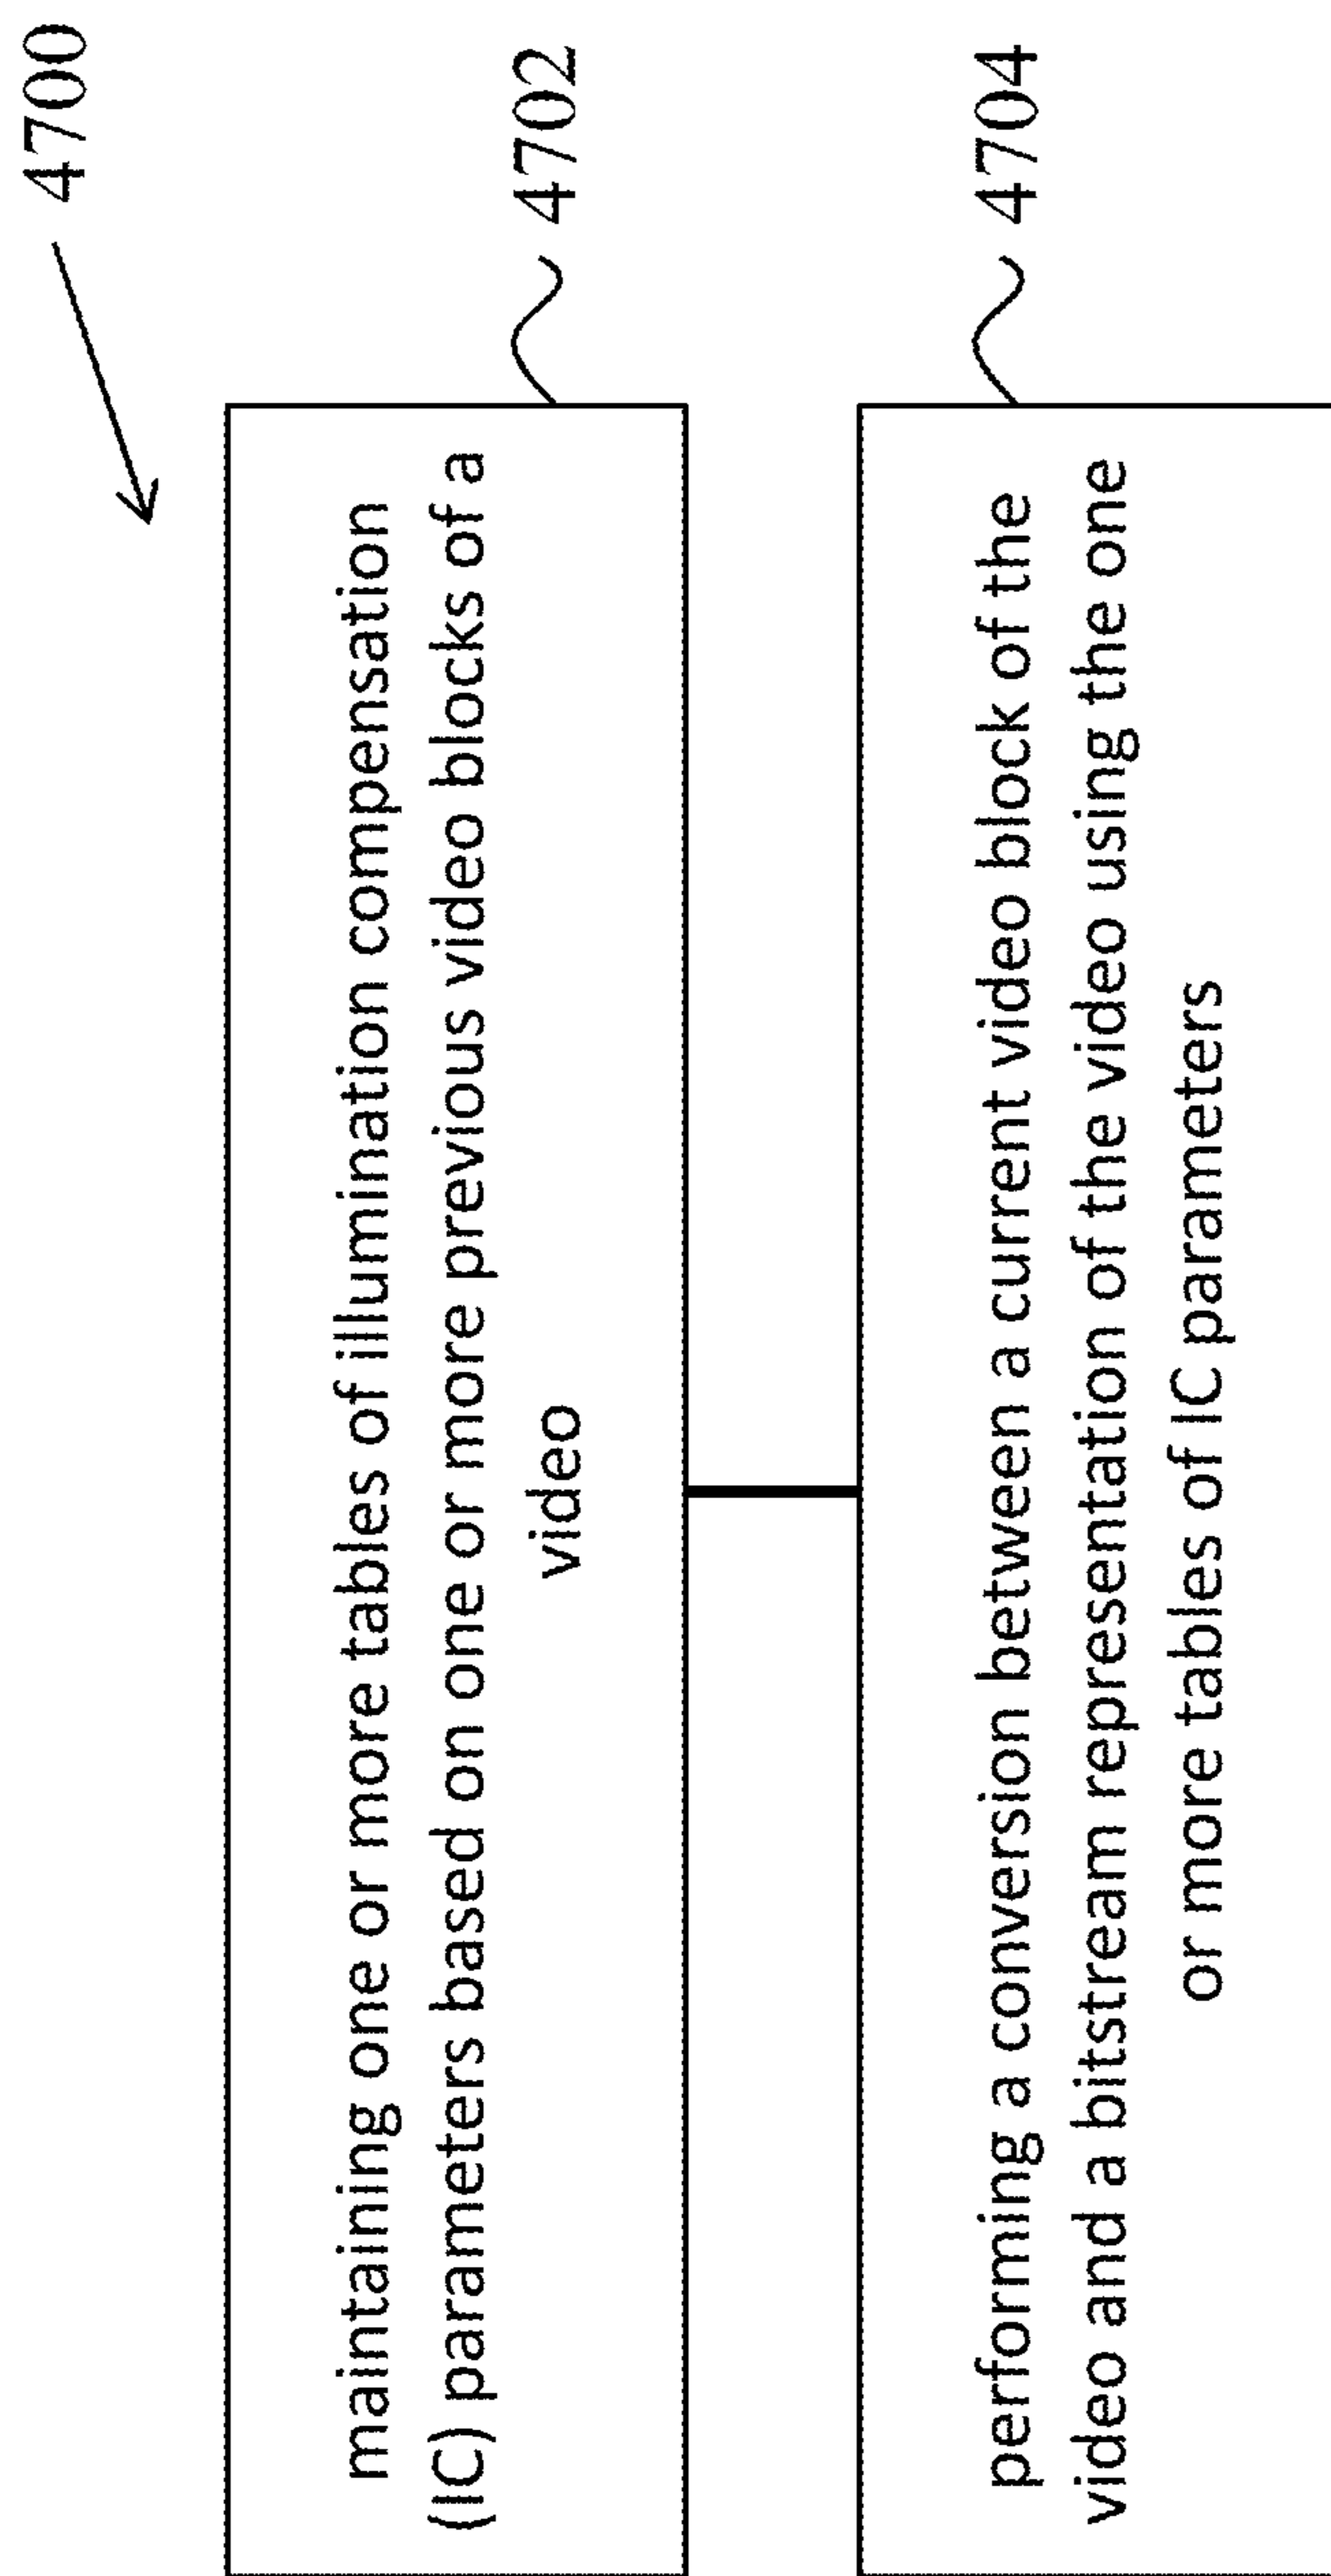 4700
maintaining one or more tables of illumination compensation
(IC) parameters based on one or more previous video blocks of a
video
4702
performing a conversion between a current video block of the
video and a bitstream representation of the video using the one
or more tables of IC parameters
4704